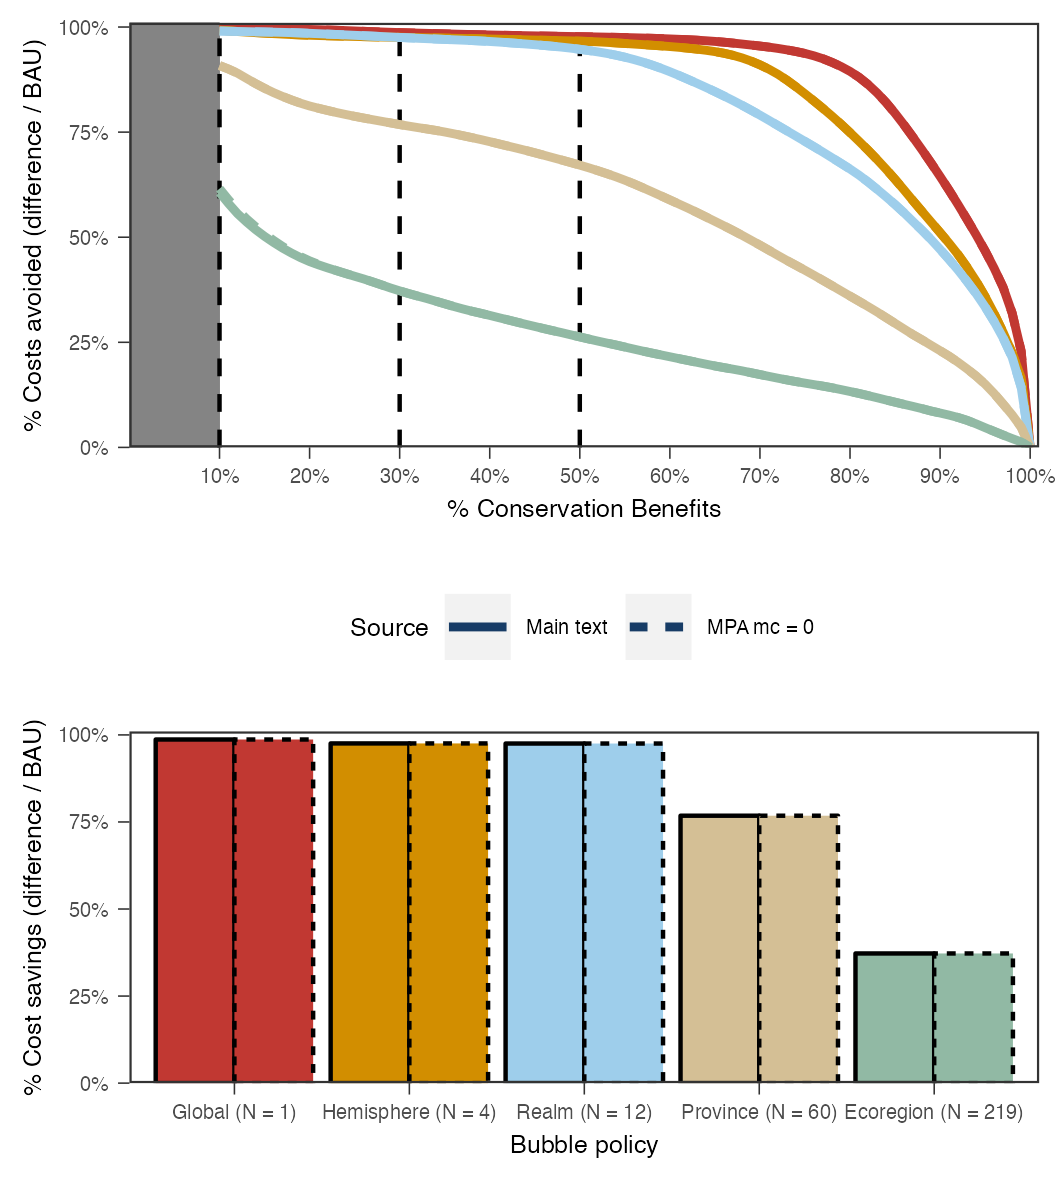 % Costs avoided (difference / BAU)
100%
75%
50%
25%
0%
10% 20% 30% 40% 50% 60% 70% 80% 90% 100%
% Conservation Benefits
Source Main text MPA mc = 0
% Cost savings (difference / BAU)
100%
75%
50%
25%
0%
Global (N = 1) Hemisphere (N = 4) Realm (N = 12) Province (N = 60) Ecoregion (N = 219)
Bubble policy